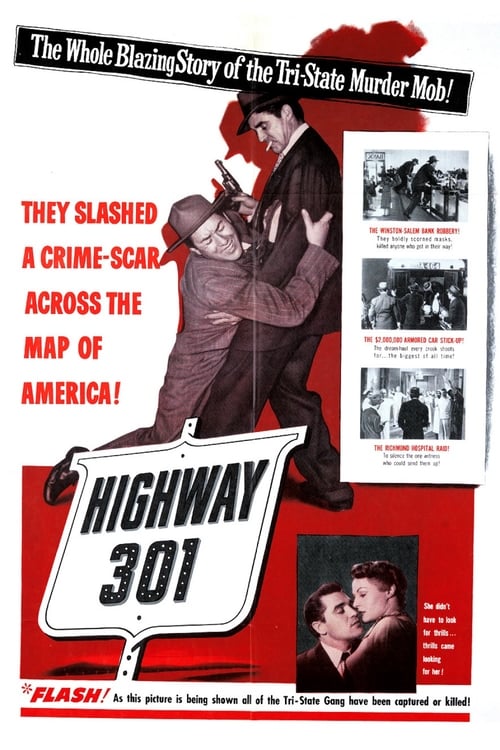 The Whole Blazing Story of the Tri-State Murder Mob!
THEY SLASHED
A CRIME-SCAR
ACROSS THE
MAP OF
AMERICA!
THE WINSTON-SALEM BANK ROBBERY!
They boldly scorned masks,
killed anyone who got in their way!
THE $2,000,000 ARMORED CAR STICK-UP!
The dream-haul every crook shoots
for... the biggest of all time!
THE RICHMOND HOSPITAL RAID!
To silence the one witness
who could send them up!
HIGHWAY
301
She didn't
have to look
for thrills...
thrills came
looking
for her!
*FLASH! As this picture is being shown all of the Tri-State Gang have been captured or killed!